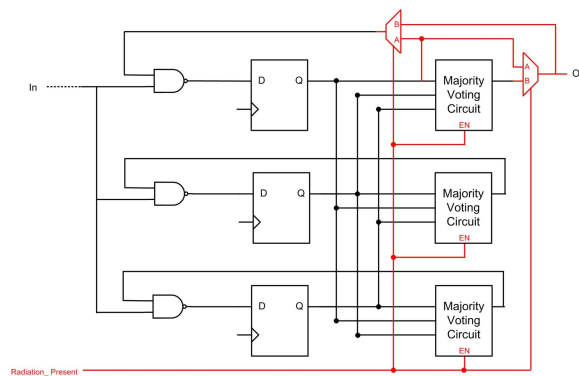 B
A
In
D Q
Majority
Voting
Circuit
EN
A
B
O
D Q
Majority
Voting
Circuit
EN
D Q
Majority
Voting
Circuit
EN
Radiation_ Present